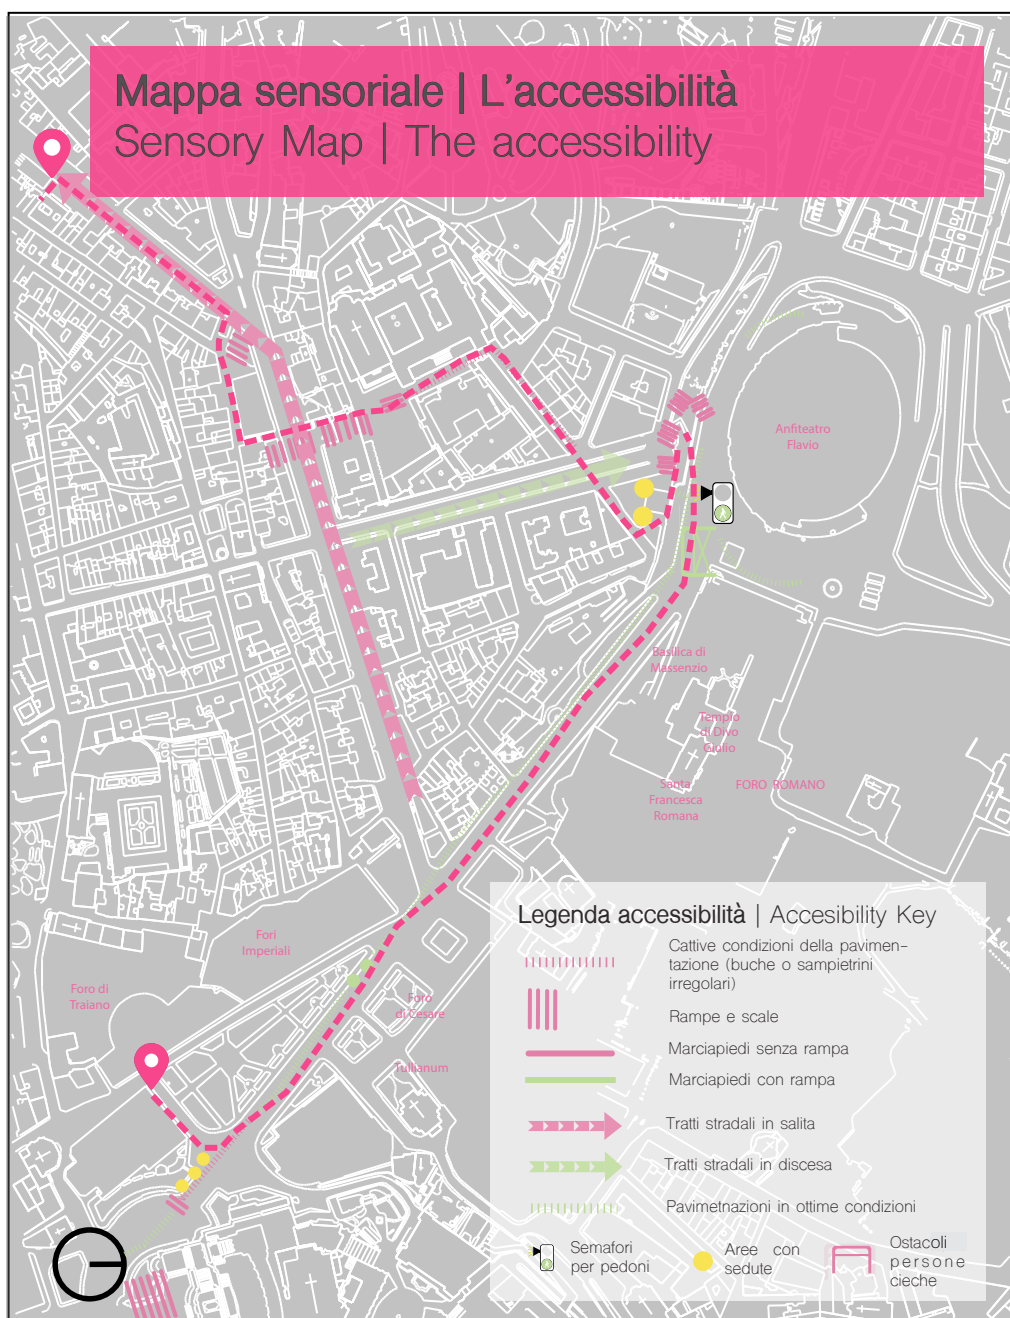 Mappa sensoriale | L'accessibilità
Sensory Map | The accessibility
Anfiteatro
Flavio
Basilica di
Massenzio
Tempio
di Divo
Giulio
Santa
Francesca
Romana
FORO ROMANO
Fori
Imperiali
Foro di
Traiano
Foro
di Cesare
Tullianum
Legenda accessibilità | Accesibility Key
Cattive condizioni della pavimen-
tazione (buche o sampietrini
irregolari)
Rampe e scale
Marciapiedi senza rampa
Marciapiedi con rampa
Tratti stradali in salita
Tratti stradali in discesa
Pavimetnazioni in ottime condizioni
Semafori
per pedoni
Aree con
sedute
Ostacoli
persone
cieche